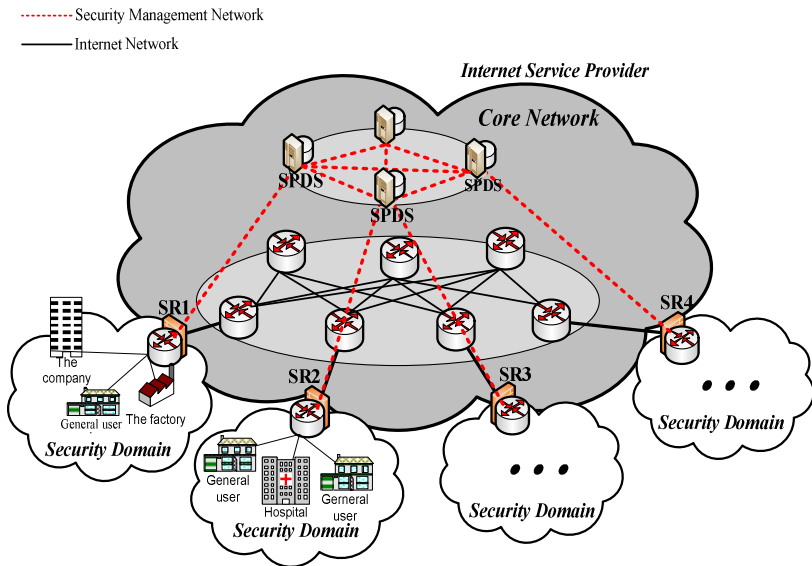 Security Management Network
Internet Network
Internet Service Provider
Core Network
SPDS
SPDS
SPDS
SR1
SR4
The
company
General user
The factory
Security Domain
SR2
General
user
Hospital
Gerneral
user
Security Domain
SR3
Security Domain
Security Domain